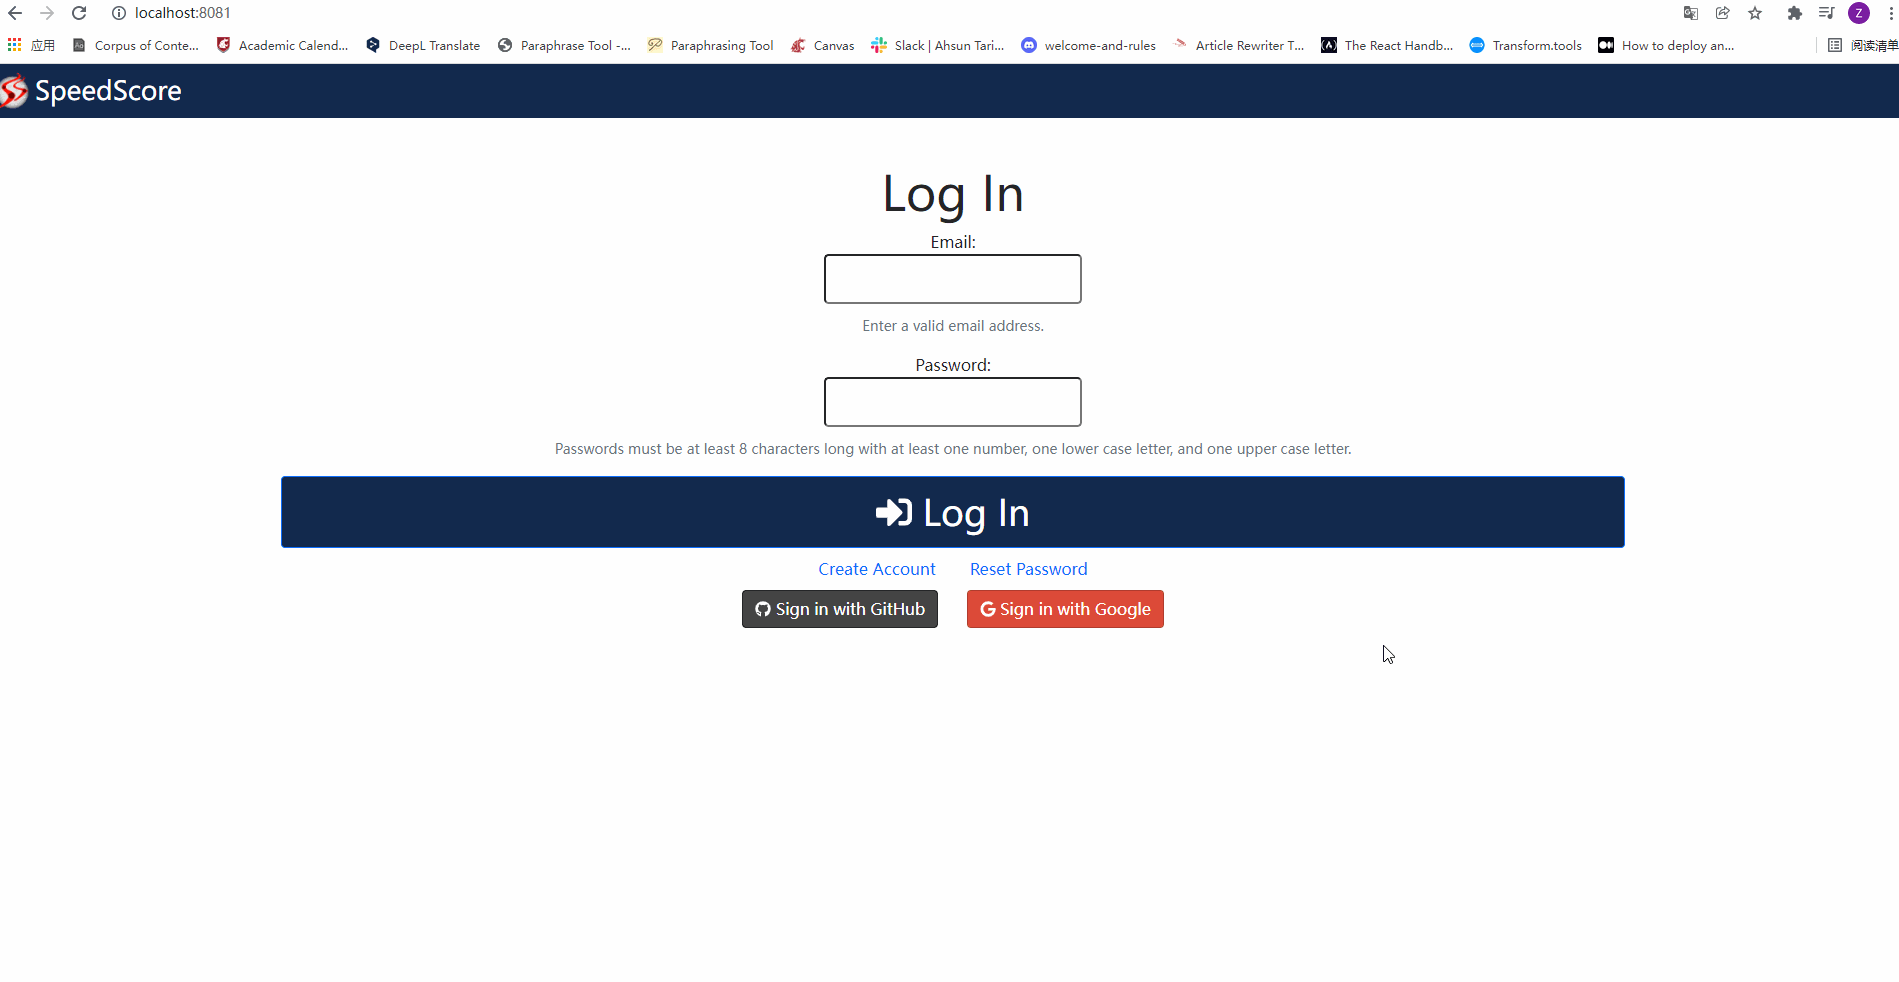 localhost:8081
Z
应用 Corpus of Conte... Academic Calend... DeepL Translate Paraphrase Tool -... Paraphrasing Tool Canvas Slack | Ahsun Tari... welcome-and-rules Article Rewriter T... The React Handb... Transform.tools How to deploy an... 阅读清单
SpeedScore
Log In
Email:
Enter a valid email address.
Password:
Passwords must be at least 8 characters long with at least one number, one lower case letter, and one upper case letter.
Log In
Create Account Reset Password
Sign in with GitHub Sign in with Google